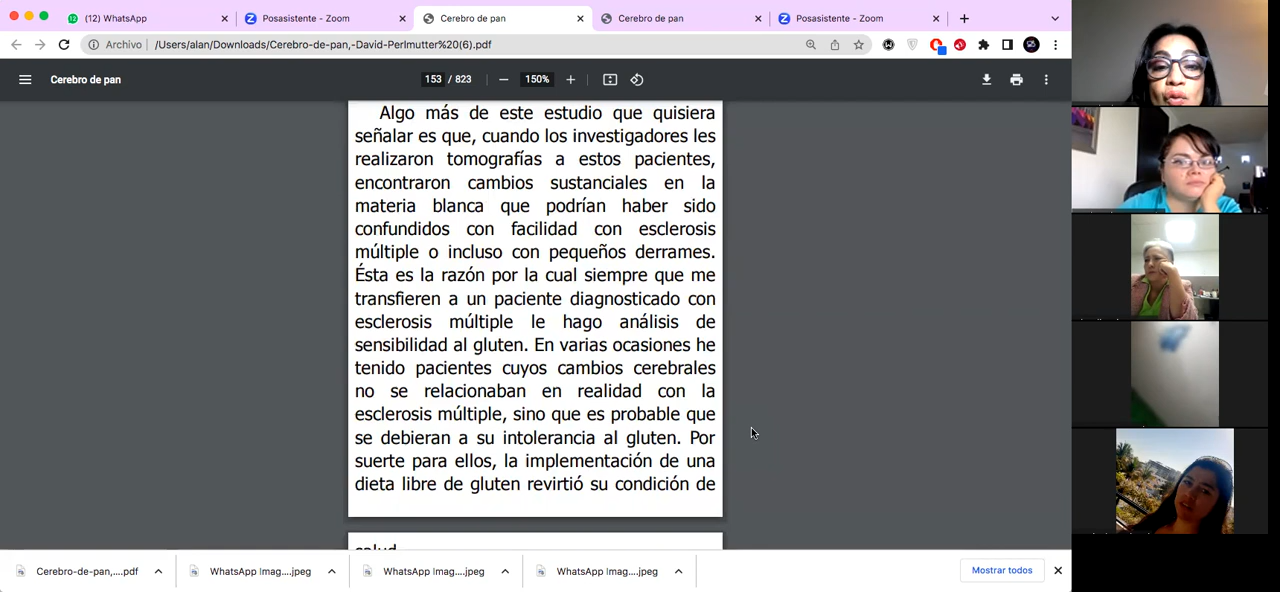 (12) WhatsApp
Posasistente - Zoom
Cerebro de pan
Cerebro de pan
Posasistente - Zoom
Archivo | /Users/alan/Downloads/Cerebro-de-pan,-David-Perlmutter%20(6).pdf
Cerebro de pan
153 / 823
150%
Algo más de este estudio que quisiera
señalar es que, cuando los investigadores les
realizaron tomografías a estos pacientes,
encontraron cambios sustanciales en la
materia blanca que podrían haber sido
confundidos con facilidad con esclerosis
múltiple o incluso con pequeños derrames.
Ésta es la razón por la cual siempre que me
transfieren a un paciente diagnosticado con
esclerosis múltiple le hago análisis de
sensibilidad al gluten. En varias ocasiones he
tenido pacientes cuyos cambios cerebrales
no se relacionaban en realidad con la
esclerosis múltiple, sino que es probable que
se debieran a su intolerancia al gluten. Por
suerte para ellos, la implementación de una
dieta libre de gluten revirtió su condición de
salud
Cerebro-de-pan,....pdf
WhatsApp Imag....jpeg
WhatsApp Imag....jpeg
WhatsApp Imag....jpeg
Mostrar todos